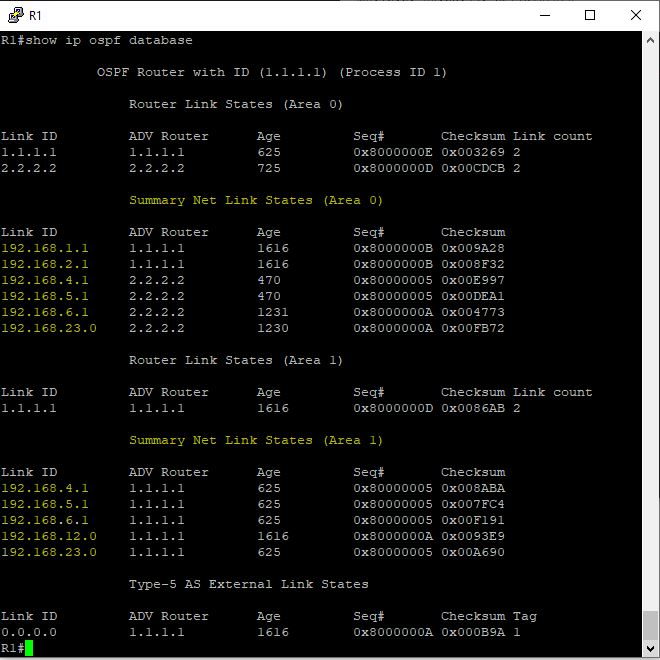 R1
R1#show ip ospf database
OSPF Router with ID (1.1.1.1) (Process ID 1)
Router Link States (Area 0)
Link ID ADV Router Age Seq# Checksum Link count
1.1.1.1 1.1.1.1 625 0x8000000E 0x003269 2
2.2.2.2 2.2.2.2 725 0x8000000D 0x00CDCB 2
Summary Net Link States (Area 0)
Link ID ADV Router Age Seq# Checksum
192.168.1.1 1.1.1.1 1616 0x8000000B 0x009A28
192.168.2.1 1.1.1.1 1616 0x8000000B 0x008F32
192.168.4.1 2.2.2.2 470 0x80000005 0x00E997
192.168.5.1 2.2.2.2 470 0x80000005 0x00DEA1
192.168.6.1 2.2.2.2 1231 0x8000000A 0x004773
192.168.23.0 2.2.2.2 1230 0x8000000A 0x00FB72
Router Link States (Area 1)
Link ID ADV Router Age Seq# Checksum Link count
1.1.1.1 1.1.1.1 1616 0x8000000D 0x0086AB 2
Summary Net Link States (Area 1)
Link ID ADV Router Age Seq# Checksum
192.168.4.1 1.1.1.1 625 0x80000005 0x008ABA
192.168.5.1 1.1.1.1 625 0x80000005 0x007FC4
192.168.6.1 1.1.1.1 625 0x80000005 0x00F191
192.168.12.0 1.1.1.1 1616 0x8000000A 0x0093E9
192.168.23.0 1.1.1.1 625 0x80000005 0x00A690
Type-5 AS External Link States
Link ID ADV Router Age Seq# Checksum Tag
0.0.0.0 1.1.1.1 1616 0x8000000A 0x000B9A 1
R1#